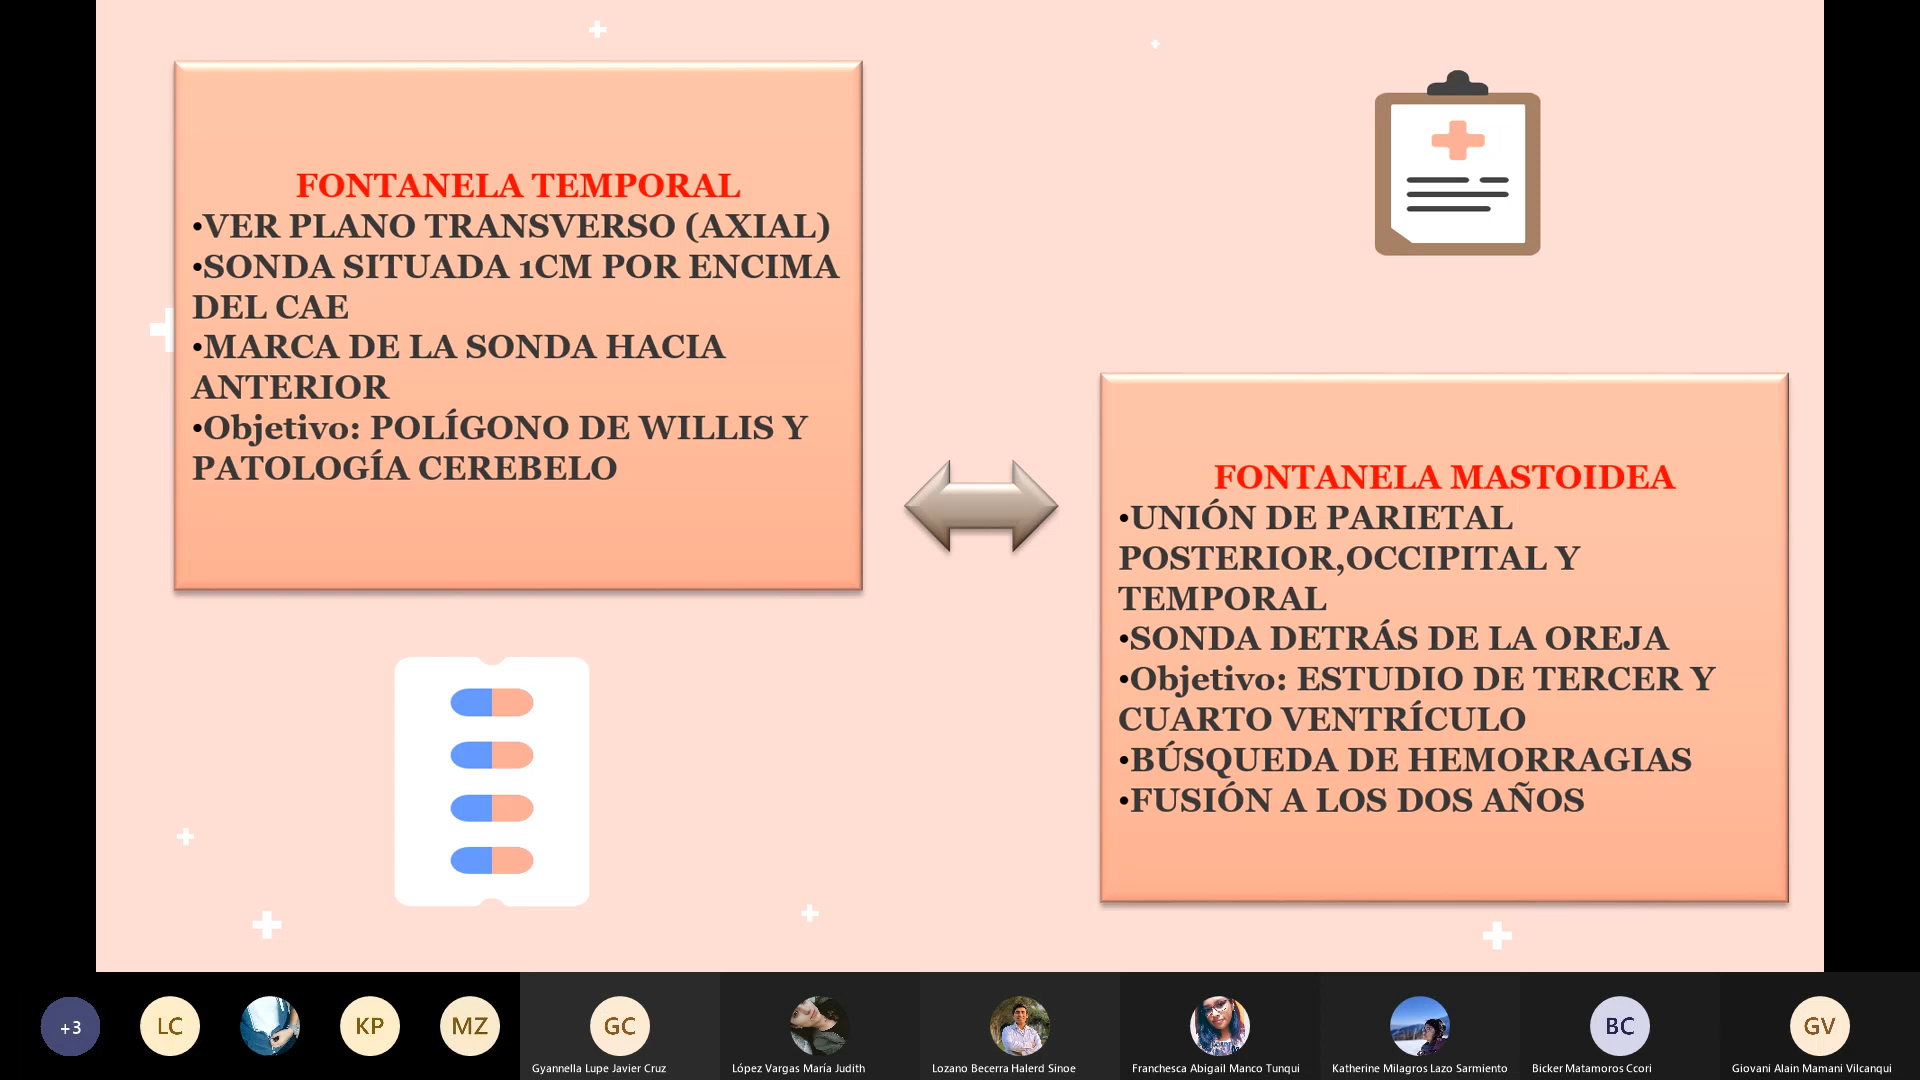 FONTANELA TEMPORAL
•VER PLANO TRANSVERSO (AXIAL)
•SONDA SITUADA 1CM POR ENCIMA
DEL CAE
•MARCA DE LA SONDA HACIA
ANTERIOR
•Objetivo: POLÍGONO DE WILLIS Y
PATOLOGÍA CEREBELO
FONTANELA MASTOIDEA
•UNIÓN DE PARIETAL
POSTERIOR,OCCIPITAL Y
TEMPORAL
•SONDA DETRÁS DE LA OREJA
•Objetivo: ESTUDIO DE TERCER Y
CUARTO VENTRÍCULO
•BÚSQUEDA DE HEMORRAGIAS
•FUSIÓN A LOS DOS AÑOS
+3
LC
KP
MZ
GC
BC
GV
Gyannella Lupe Javier Cruz
López Vargas María Judith
Lozano Becerra Halerd Sinoe
Franchesca Abigail Manco Tunqui
Katherine Milagros Lazo Sarmiento
Bicker Matamoros Ccori
Giovani Alain Mamani Vilcanqui